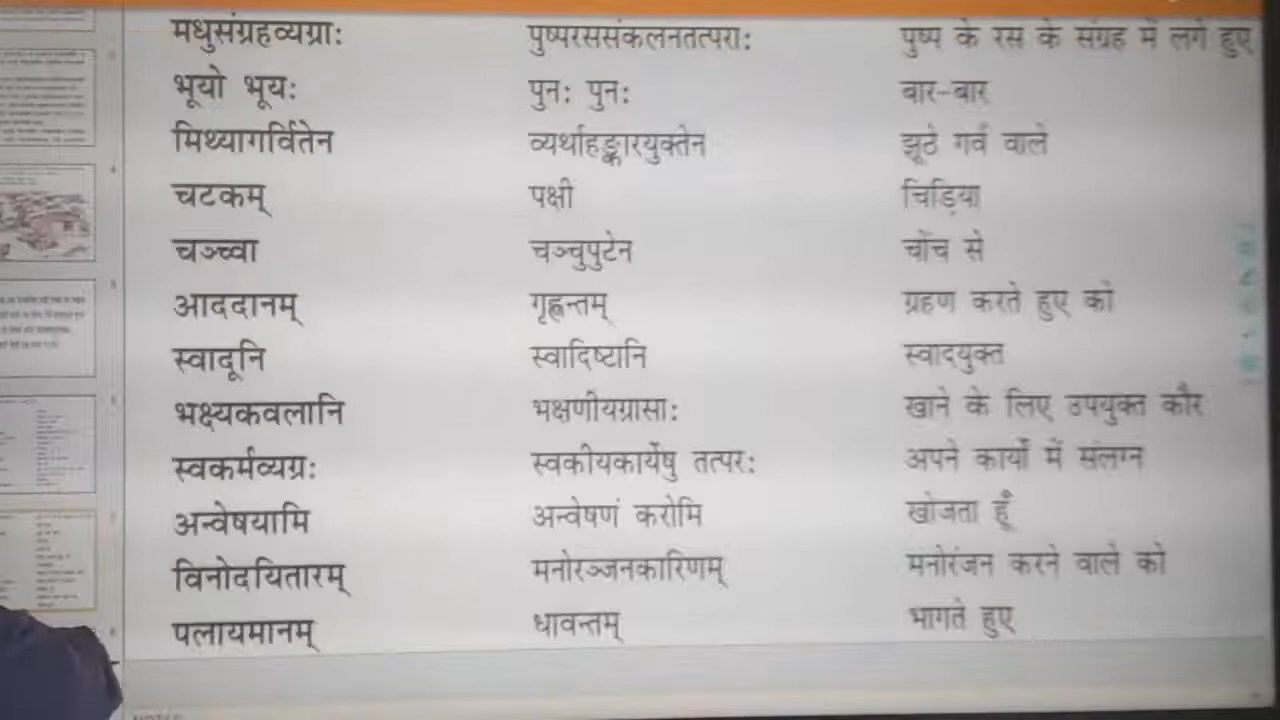 मधुसंग्रहव्यग्राः पुष्परससंकलनतत्पराः पुष्प के रस के संग्रह में लगे हुए
भूयो भूयः पुनः पुनः बार-बार
मिथ्यागर्वितेन व्यर्थाहङ्कारयुक्तेन झूठे गर्व वाले
चटकम् पक्षी चिड़िया
चञ्च्वा चञ्चुपुटेन चोंच से
आददानम् गृह्णन्तम् ग्रहण करते हुए को
स्वादूनि स्वादिष्टानि स्वादयुक्त
भक्ष्यकवलानि भक्षणीयग्रासाः खाने के लिए उपयुक्त कौर
स्वकर्मव्यग्रः स्वकीयकार्येषु तत्परः अपने कार्यों में संलग्न
अन्वेषयामि अन्वेषणं करोमि खोजता हूँ
विनोदयितारम् मनोरञ्जनकारिणम् मनोरंजन करने वाले को
पलायमानम् धावन्तम् भागते हुए